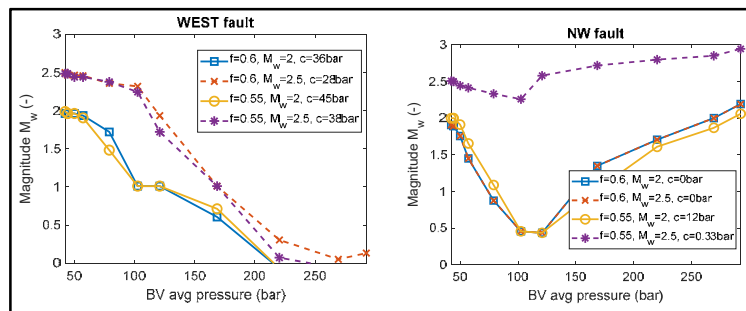 WEST fault
Magnitude M_w (-)
3
2.5
2
1.5
1
0.5
0
50
100
150
200
250
BV avg pressure (bar)
f=0.6, M_w=2, c=36bar
f=0.6, M_w=2.5, c=28bar
f=0.55, M_w=2, c=45bar
f=0.55, M_w=2.5, c=38bar
NW fault
Magnitude M_w (-)
3
2.5
2
1.5
1
0.5
0
50
100
150
200
250
BV avg pressure (bar)
f=0.6, M_w=2, c=0bar
f=0.6, M_w=2.5, c=0bar
f=0.55, M_w=2, c=12bar
f=0.55, M_w=2.5, c=0.33bar